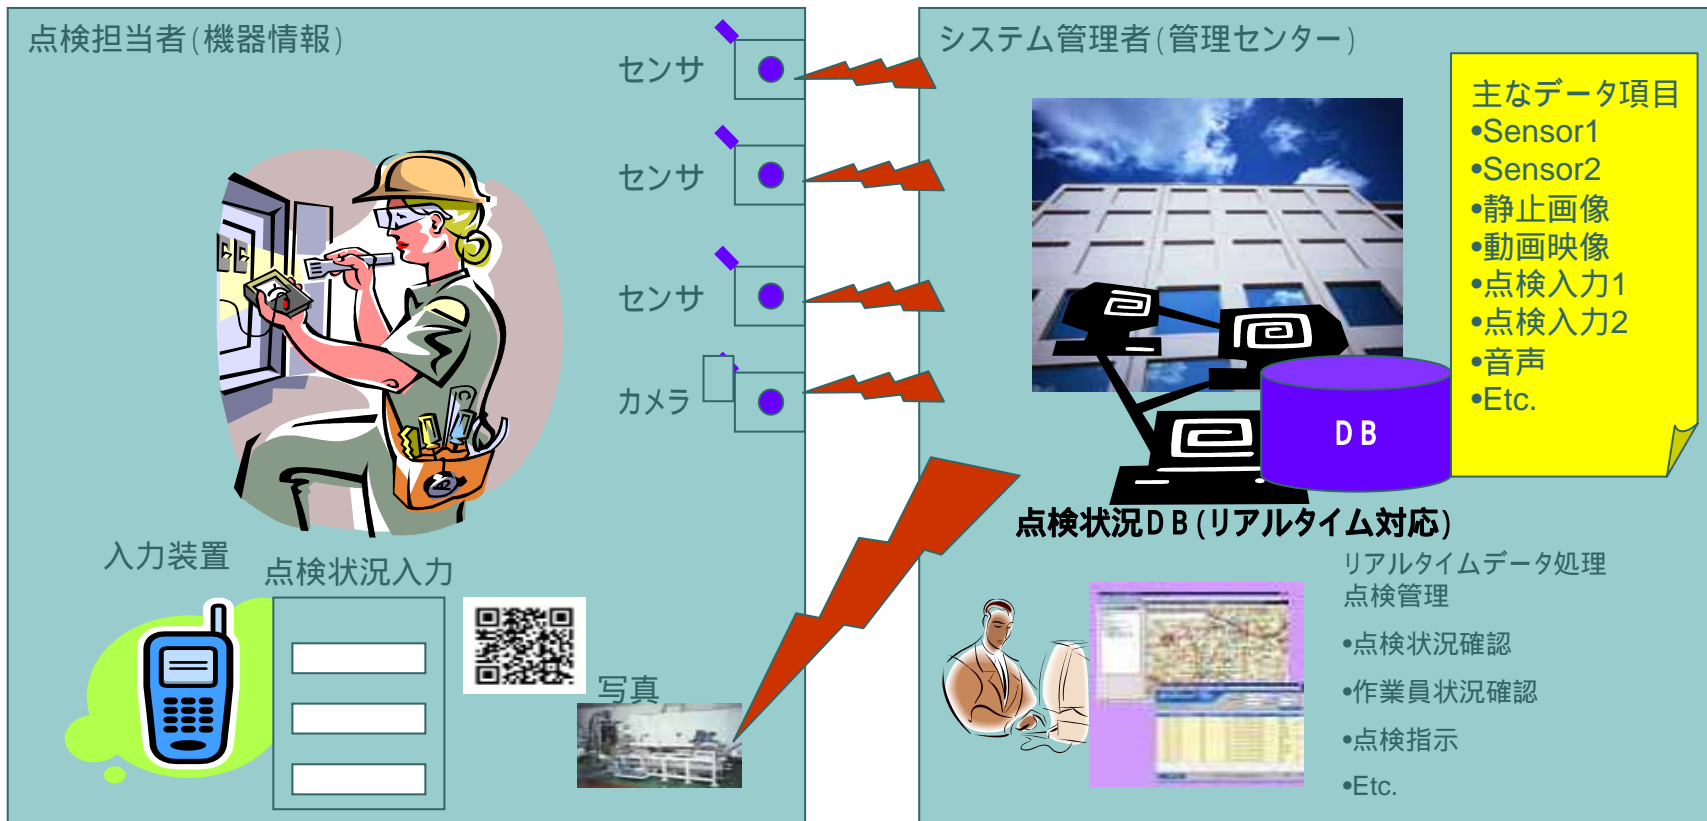 点検担当者(機器情報)
センサ
センサ
センサ
カメラ
入力装置
点検状況入力
写真
システム管理者(管理センター)
主なデータ項目
•Sensor1
•Sensor2
•静止画像
•動画映像
•点検入力1
•点検入力2
•音声
•Etc.
DB
点検状況DB(リアルタイム対応)
リアルタイムデータ処理
点検管理
•点検状況確認
•作業員状況確認
•点検指示
•Etc.